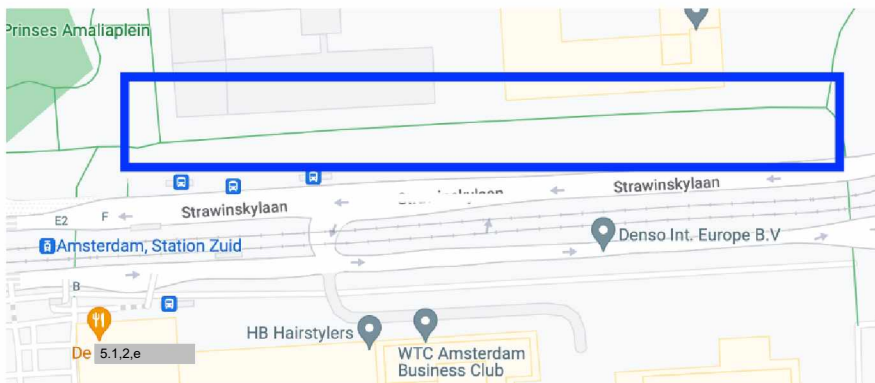 Prinses Amaliaplein
Strawinskylaan
Strawinskylaan
E2
F
Strawinskylaan
Amsterdam, Station Zuid
Denso Int. Europe B.V
B
HB Hairstylers
WTC Amsterdam
Business Club
De 5.1,2,e